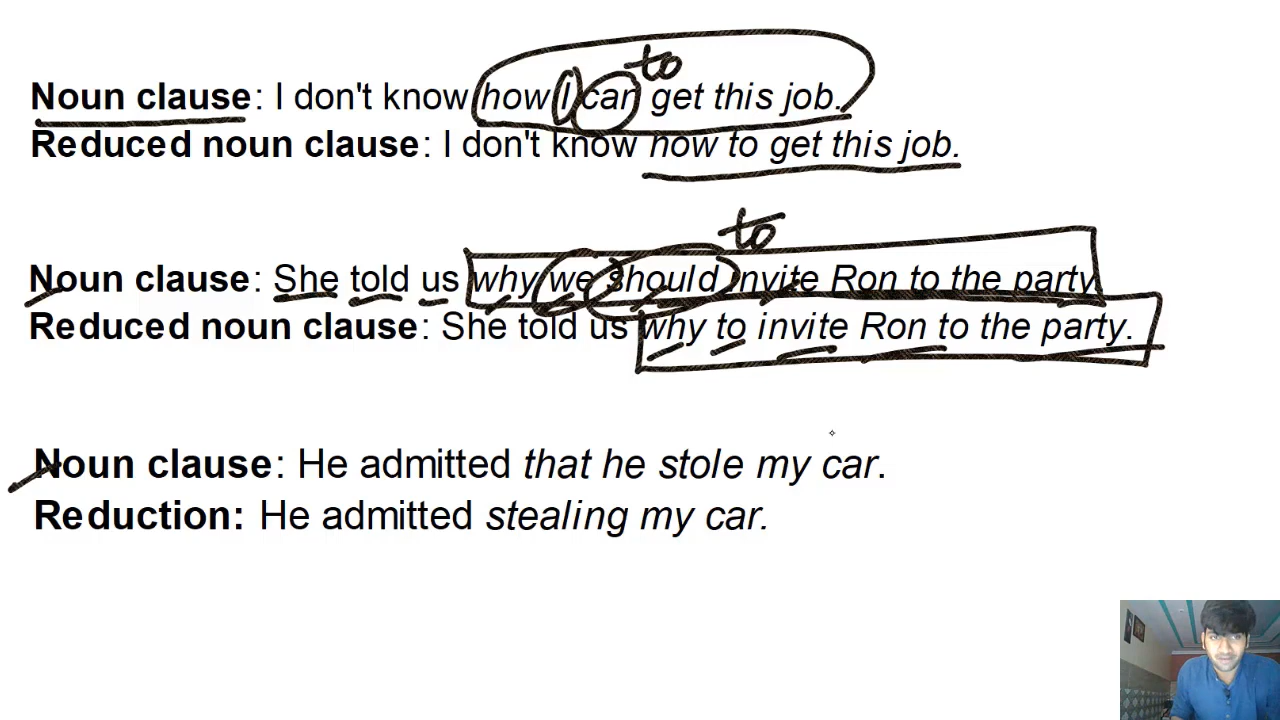 to
Noun clause: I don't know how I can get this job.
Reduced noun clause: I don't know how to get this job.
to
Noun clause: She told us why we should invite Ron to the party
Reduced noun clause: She told us why to invite Ron to the party.
Noun clause: He admitted that he stole my car.
Reduction: He admitted stealing my car.